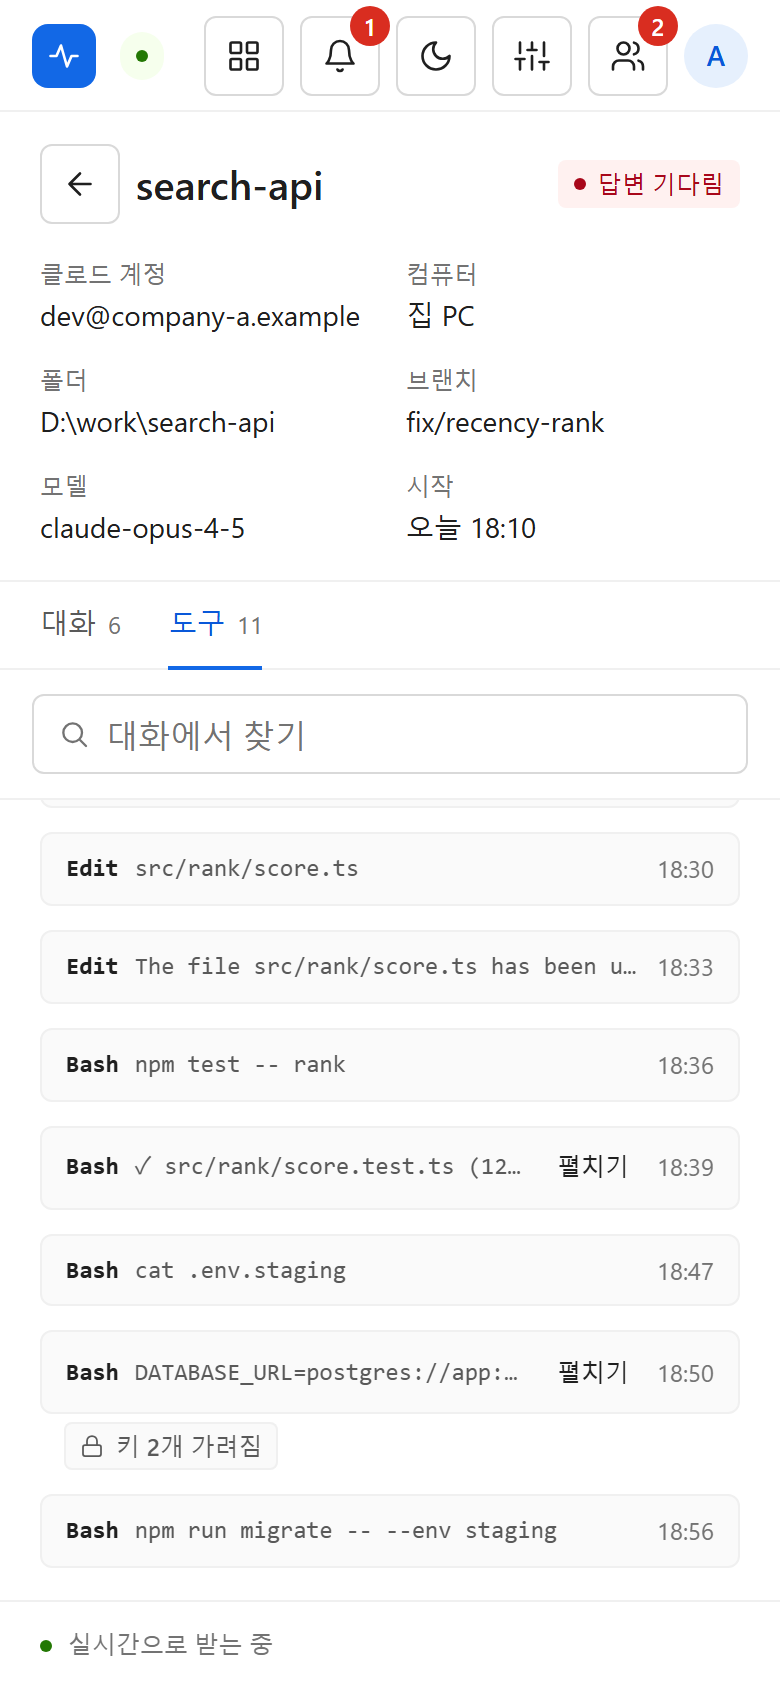 1
2
A
search-api
답변 기다림
클로드 계정
컴퓨터
dev@company-a.example
집 PC
폴더
브랜치
D:\work\search-api
fix/recency-rank
모델
시작
claude-opus-4-5
오늘 18:10
대화 6
도구 11
대화에서 찾기
Edit src/rank/score.ts 18:30
Edit The file src/rank/score.ts has been u… 18:33
Bash npm test -- rank 18:36
Bash ✓ src/rank/score.test.ts (12… 펼치기 18:39
Bash cat .env.staging 18:47
Bash DATABASE_URL=postgres://app:… 펼치기 18:50
키 2개 가려짐
Bash npm run migrate -- --env staging 18:56
실시간으로 받는 중